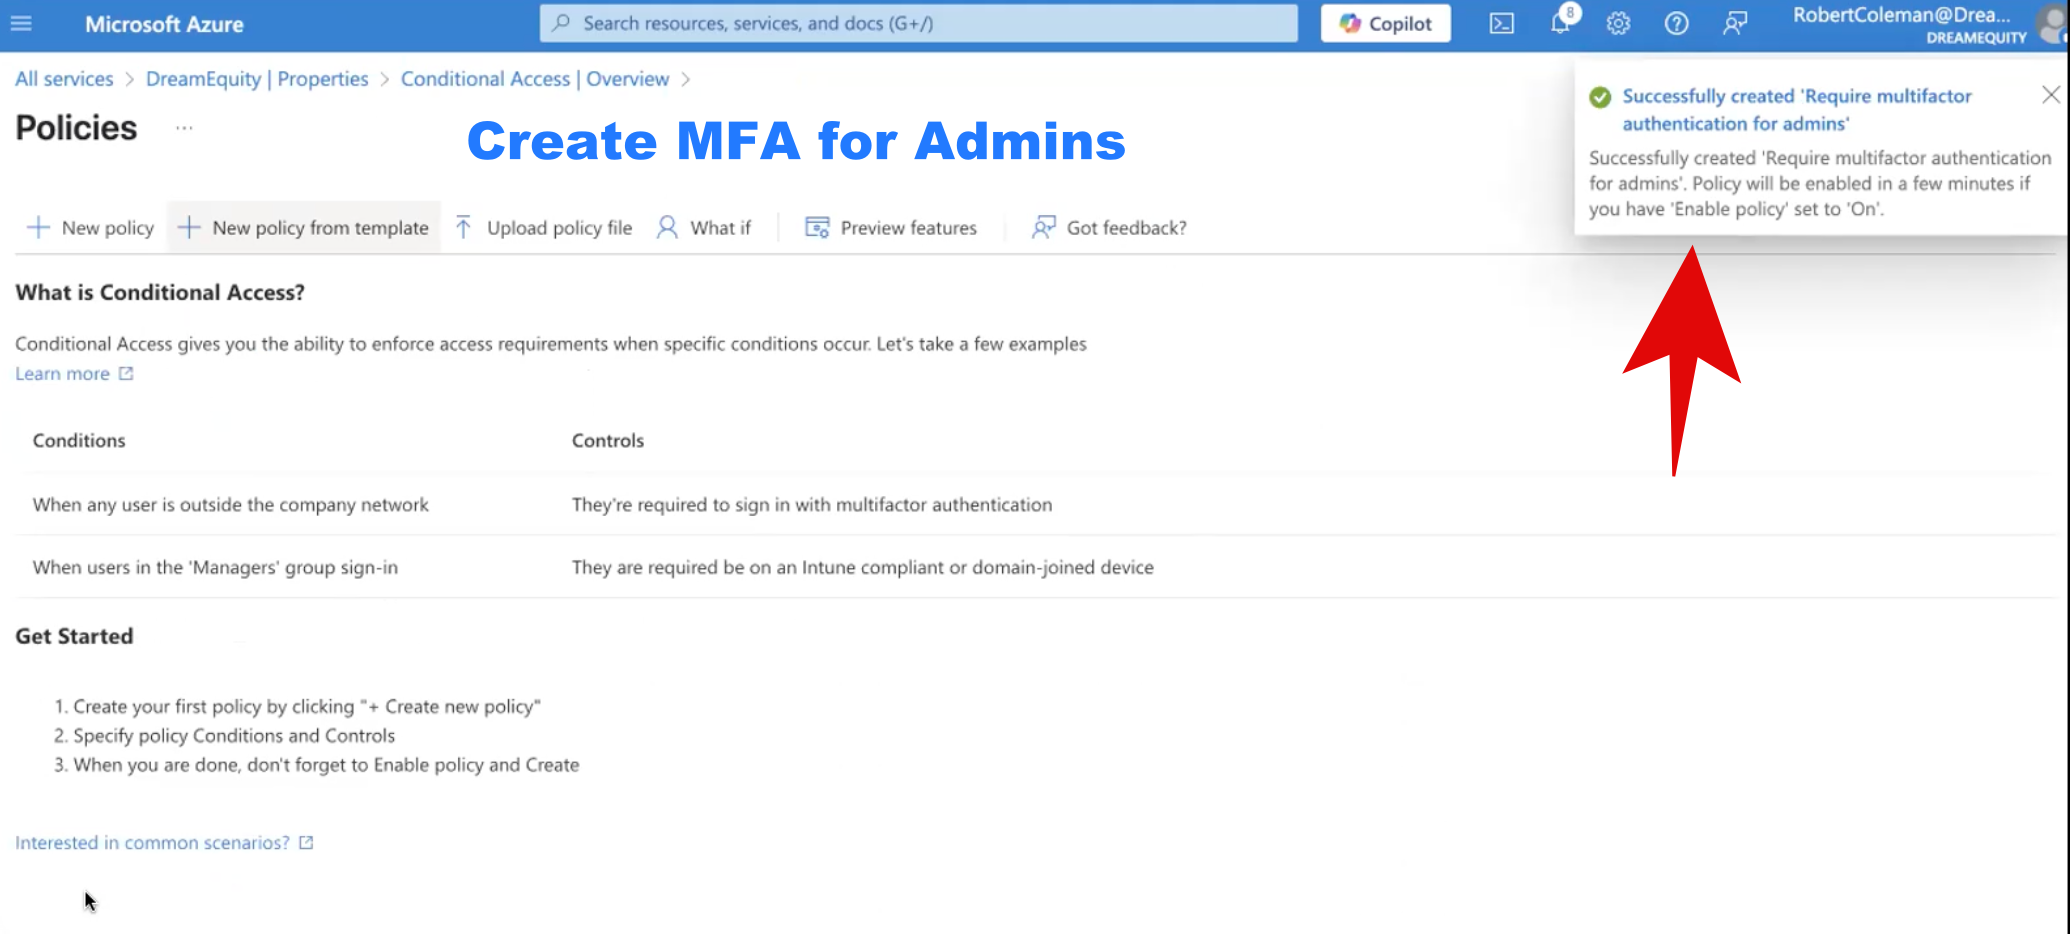 Microsoft Azure
Search resources, services, and docs (G+/)
Copilot
8
RobertColeman@Drea...
DREAMEQUITY
All services > DreamEquity | Properties > Conditional Access | Overview >
Policies ...
Create MFA for Admins
Successfully created 'Require multifactor
authentication for admins'
Successfully created 'Require multifactor authentication
for admins'. Policy will be enabled in a few minutes if
you have 'Enable policy' set to 'On'.
New policy
New policy from template
Upload policy file
What if
Preview features
Got feedback?
What is Conditional Access?
Conditional Access gives you the ability to enforce access requirements when specific conditions occur. Let's take a few examples
Learn more
Conditions
Controls
When any user is outside the company network
They're required to sign in with multifactor authentication
When users in the 'Managers' group sign-in
They are required be on an Intune compliant or domain-joined device
Get Started
1. Create your first policy by clicking "+ Create new policy"
2. Specify policy Conditions and Controls
3. When you are done, don't forget to Enable policy and Create
Interested in common scenarios?